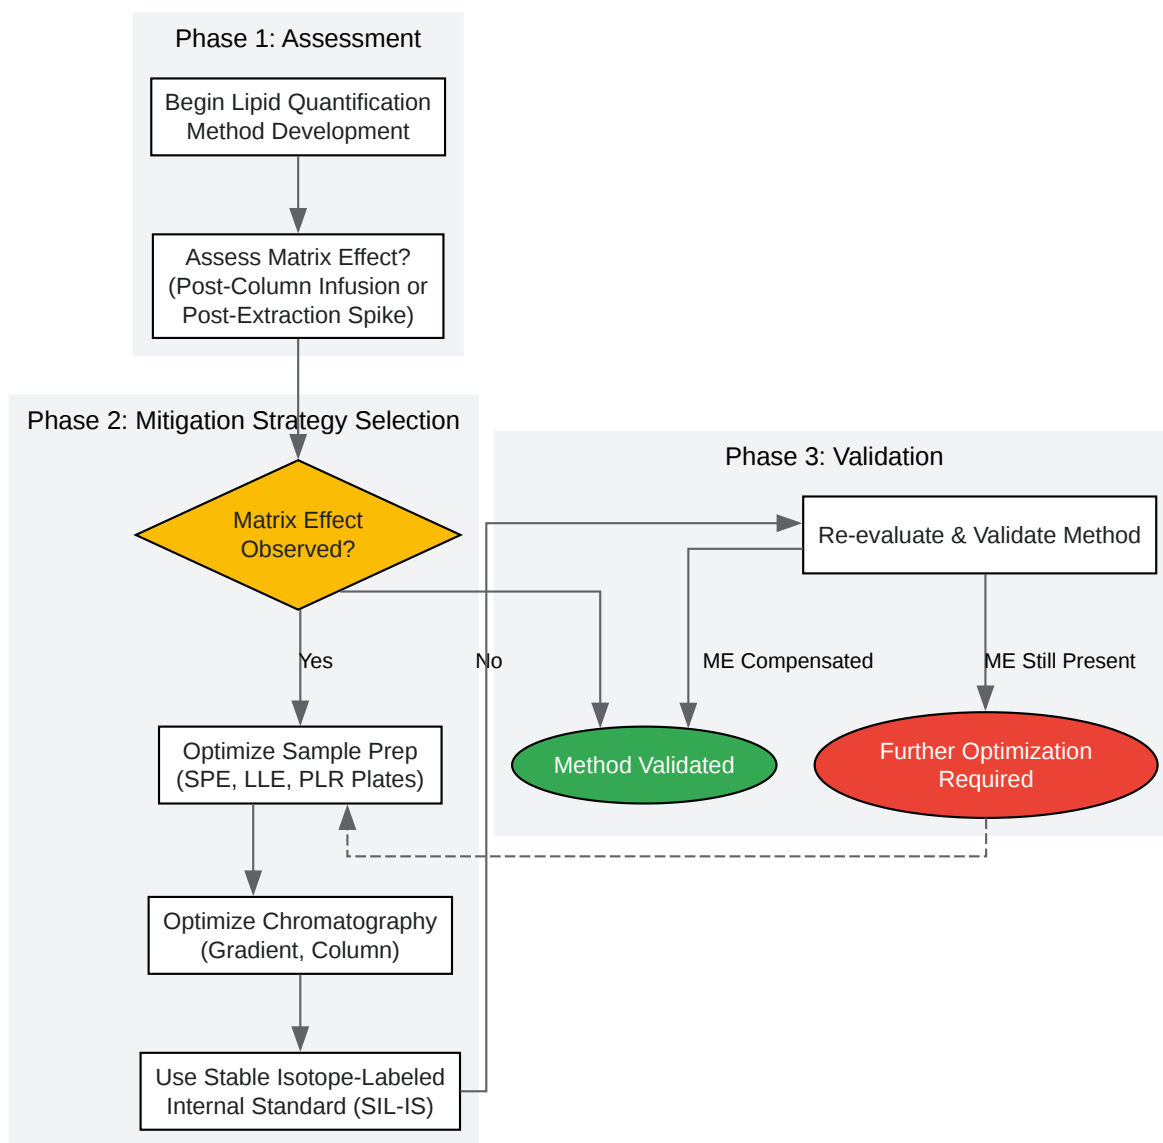 Phase 1: Assessment
Begin Lipid Quantification
Method Development
Assess Matrix Effect?
(Post-Column Infusion or
Post-Extraction Spike)
Phase 2: Mitigation Strategy Selection
Matrix Effect
Observed?
Yes
No
Optimize Sample Prep
(SPE, LLE, PLR Plates)
Optimize Chromatography
(Gradient, Column)
Use Stable Isotope-Labeled
Internal Standard (SIL-IS)
Phase 3: Validation
Re-evaluate & Validate Method
ME Compensated
ME Still Present
Method Validated
Further Optimization
Required